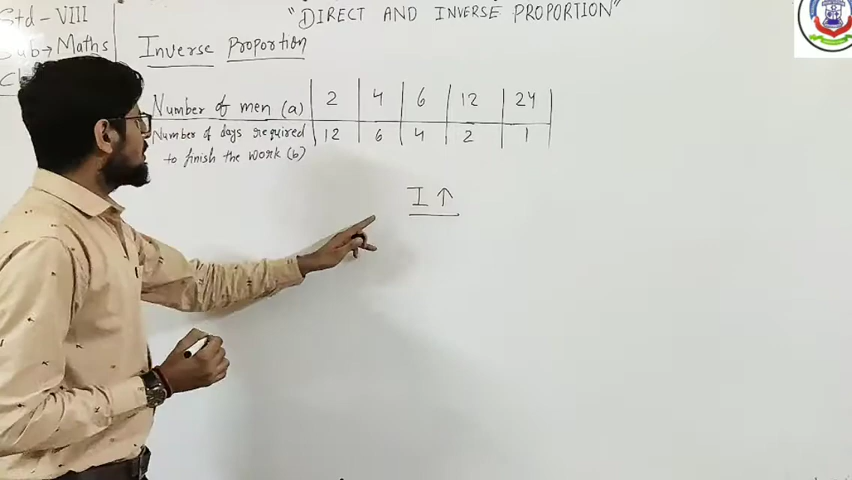 Std-VIII
"DIRECT AND INVERSE PROPORTION"
Sub→Maths
Inverse Proportion
Number of men (a) 2 4 6 12 24
Number of days required 12 6 4 2 1
to finish the work (b)
I ↑